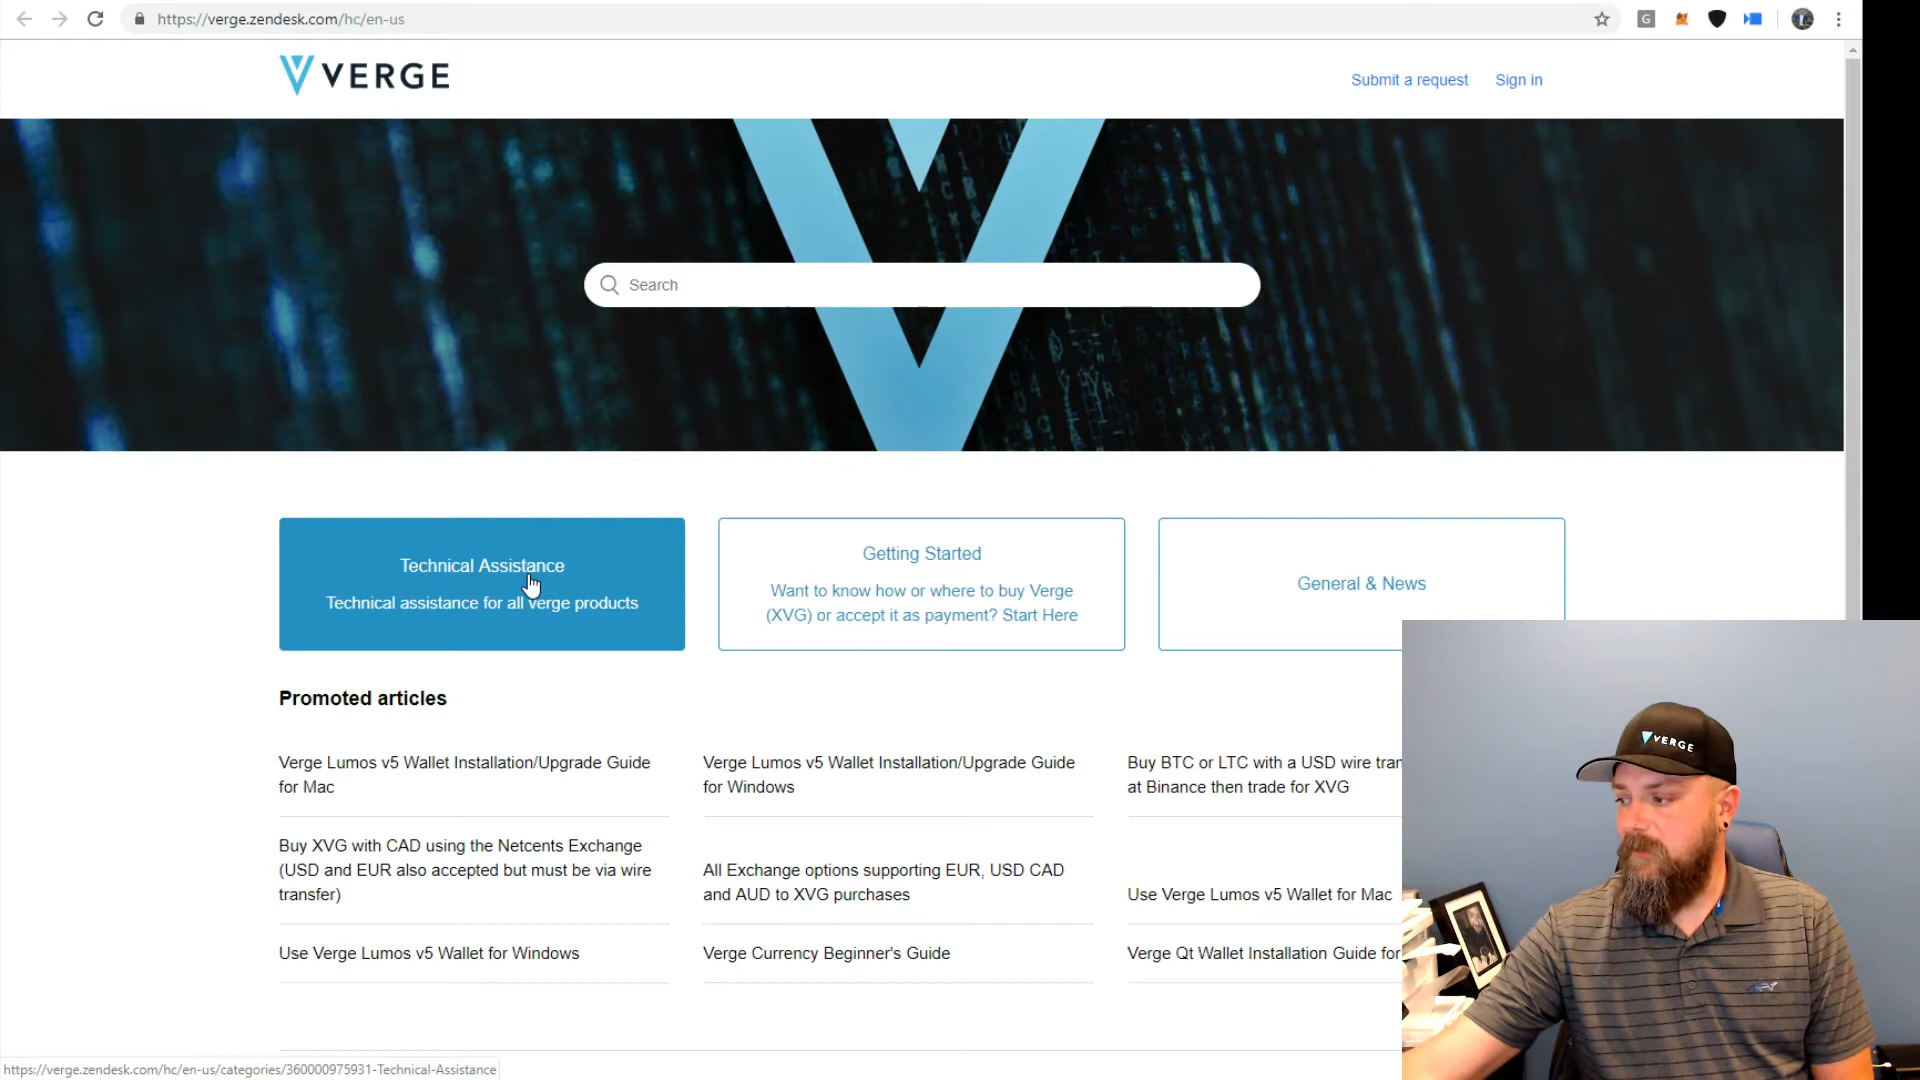 https://verge.zendesk.com/hc/en-us
G
VERGE
Submit a request
Sign in
Search
Technical Assistance
Technical assistance for all verge products
Getting Started
Want to know how or where to buy Verge
(XVG) or accept it as payment? Start Here
General & News
Promoted articles
Verge Lumos v5 Wallet Installation/Upgrade Guide
for Mac
Verge Lumos v5 Wallet Installation/Upgrade Guide
for Windows
Buy BTC or LTC with a USD wire tran
at Binance then trade for XVG
Buy XVG with CAD using the Netcents Exchange
(USD and EUR also accepted but must be via wire
transfer)
All Exchange options supporting EUR, USD CAD
and AUD to XVG purchases
Use Verge Lumos v5 Wallet for Mac
Use Verge Lumos v5 Wallet for Windows
Verge Currency Beginner's Guide
Verge Qt Wallet Installation Guide for
VERGE
https://verge.zendesk.com/hc/en-us/categories/360000975931-Technical-Assistance